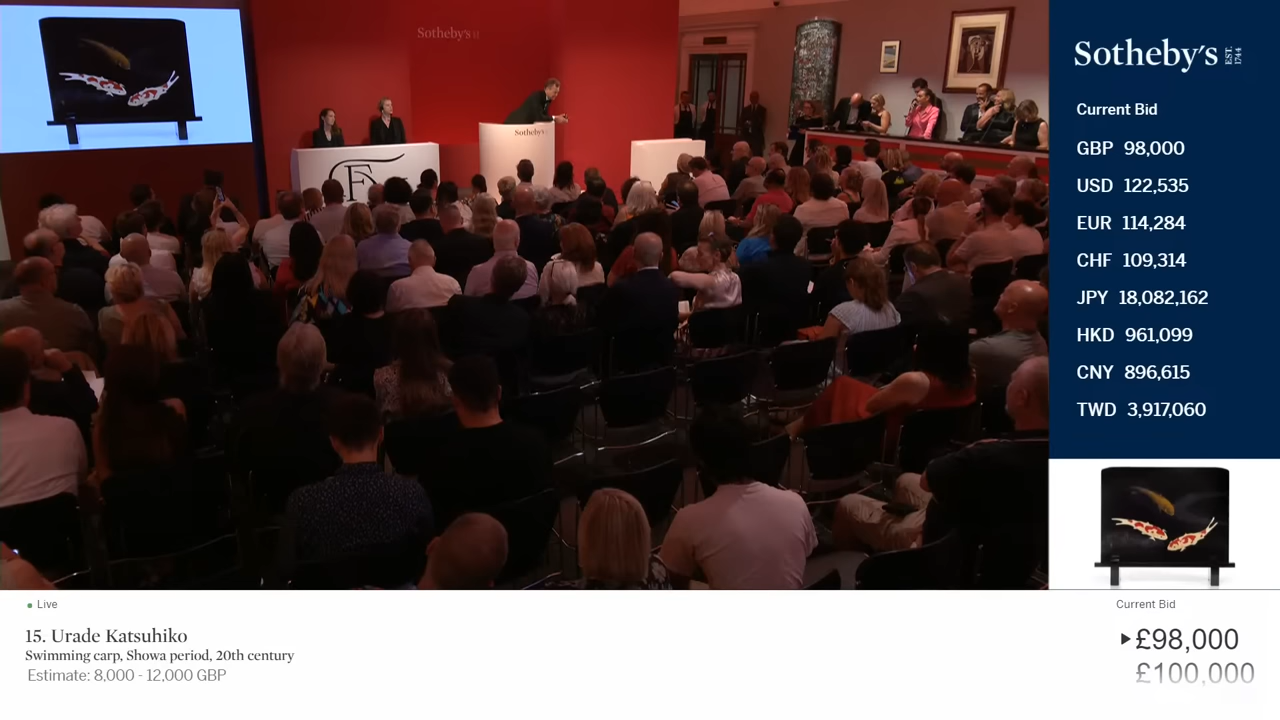 Sotheby's
Sotheby's
F
Sotheby's EST. 1744
Current Bid
GBP 98,000
USD 122,535
EUR 114,284
CHF 109,314
JPY 18,082,162
HKD 961,099
CNY 896,615
TWD 3,917,060
Live
15. Urade Katsuhiko
Swimming carp, Showa period, 20th century
Estimate: 8,000 - 12,000 GBP
Current Bid
£98,000
£100,000